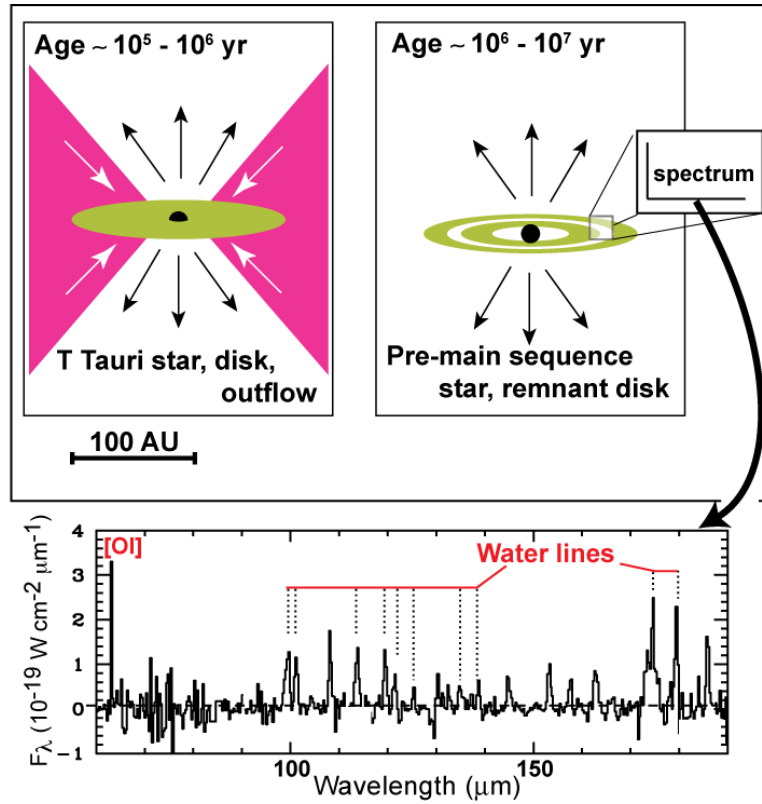 Age ~ 10⁵ - 10⁶ yr
T Tauri star, disk,
outflow
100 AU
Age ~ 10⁶ - 10⁷ yr
spectrum
Pre-main sequence
star, remnant disk
[OI]
Water lines
4
3
2
1
0
−1
F_λ (10⁻¹⁹ W cm⁻² μm⁻¹)
100
150
Wavelength (μm)